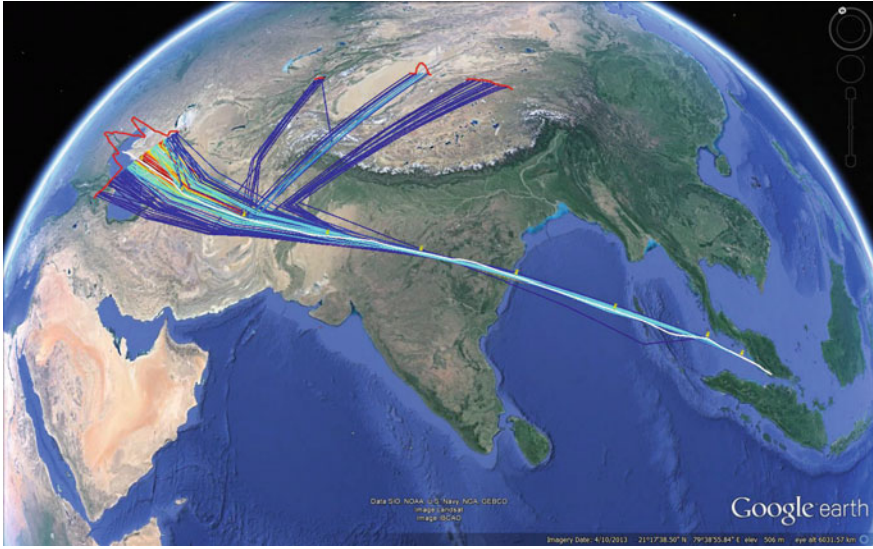 Data SIO, NOAA, U.S. Navy, NGA, GEBCO
Image Landsat
Image IBCAO
Google earth
Imagery Date: 4/10/2013 21°17'38.50" N 79°38'55.84" E elev 506 m eye alt 6031.57 km